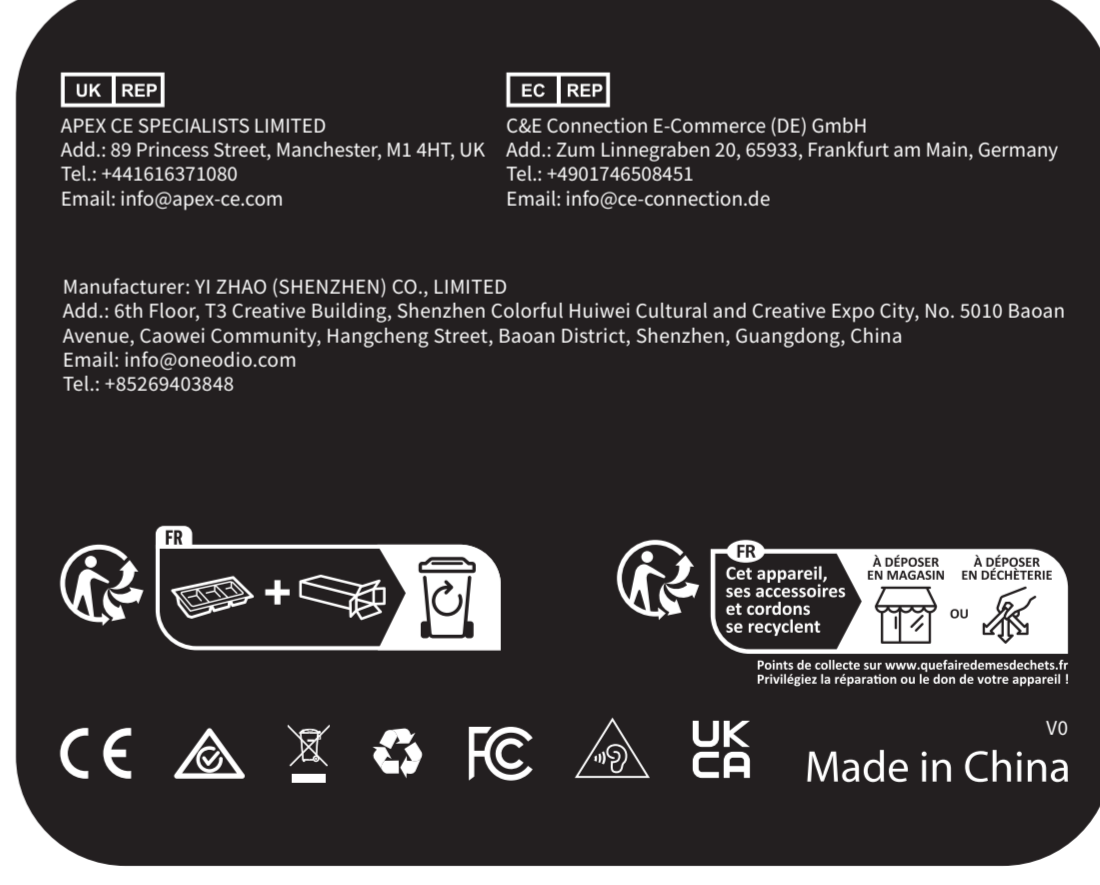 UK REP
APEX CE SPECIALISTS LIMITED
Add.: 89 Princess Street, Manchester, M1 4HT, UK
Tel.: +441616371080
Email: info@apex-ce.com
EC REP
C&E Connection E-Commerce (DE) GmbH
Add.: Zum Linnegraben 20, 65933, Frankfurt am Main, Germany
Tel.: +4901746508451
Email: info@ce-connection.de
Manufacturer: YI ZHAO (SHENZHEN) CO., LIMITED
Add.: 6th Floor, T3 Creative Building, Shenzhen Colorful Huiwei Cultural and Creative Expo City, No. 5010 Baoan
Avenue, Caowei Community, Hangcheng Street, Baoan District, Shenzhen, Guangdong, China
Email: info@oneodio.com
Tel.: +85269403848
FR
FR
Cet appareil,
ses accessoires
et cordons
se recyclent
À DÉPOSER
EN MAGASIN
OU
À DÉPOSER
EN DÉCHÈTERIE
Points de collecte sur www.quefairedemesdechets.fr
Privilégiez la réparation ou le don de votre appareil !
CE
FC
UK
CA
V0
Made in China